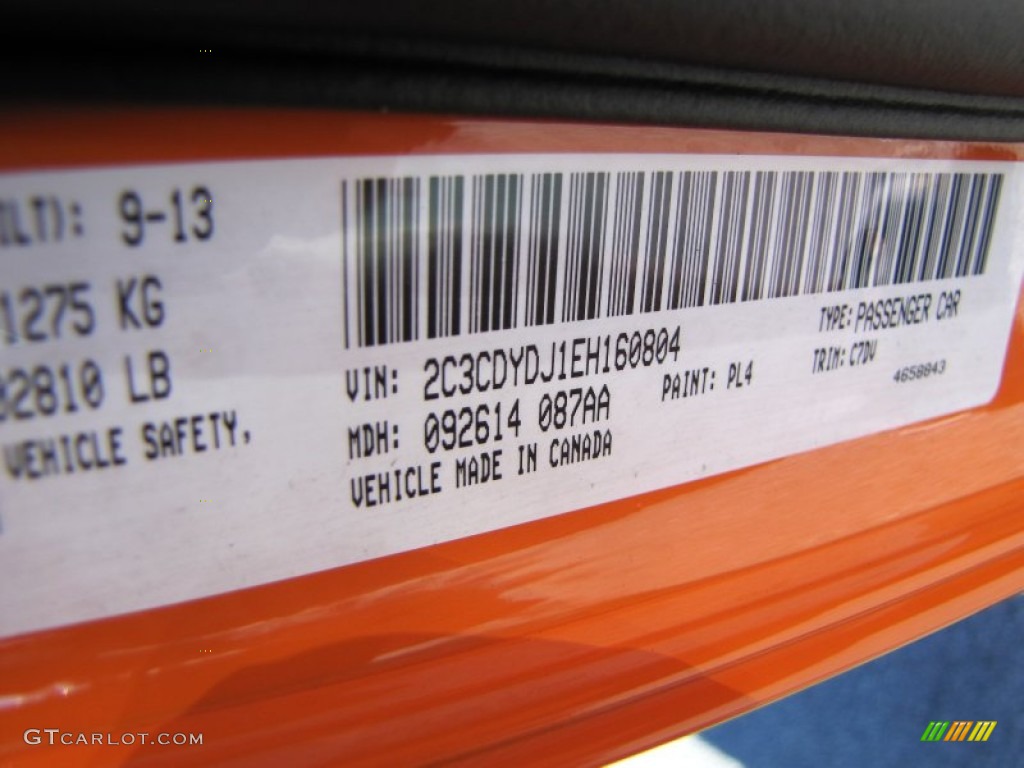 9-13
1275 KG
2810 LB
VEHICLE SAFETY,
VIN: 2C3CDYDJ1EH160804
MDH: 092614 087AA
VEHICLE MADE IN CANADA
PAINT: PL4
TYPE: PASSENGER CAR
TRIM: C7DV
4658843
GTCARLOT.COM